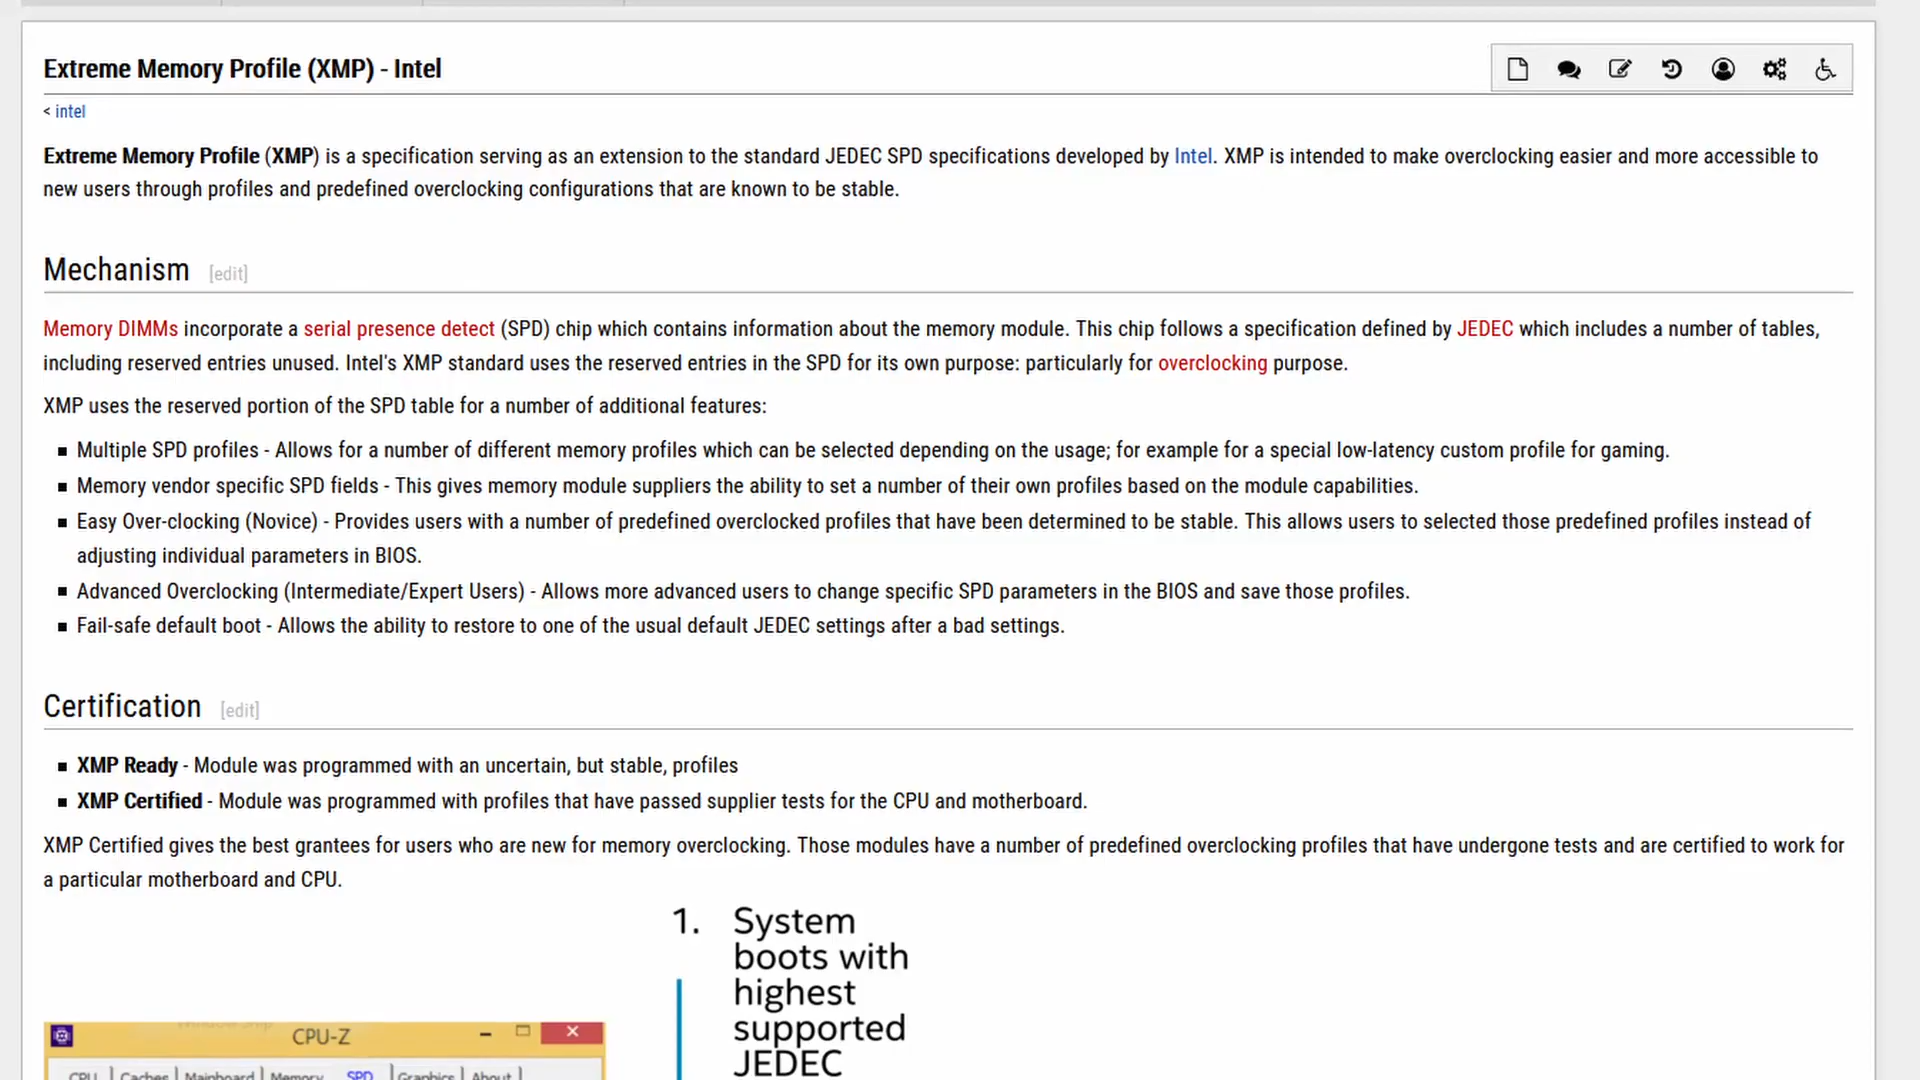 Extreme Memory Profile (XMP) - Intel
< intel
Extreme Memory Profile (XMP) is a specification serving as an extension to the standard JEDEC SPD specifications developed by Intel. XMP is intended to make overclocking easier and more accessible to
new users through profiles and predefined overclocking configurations that are known to be stable.
Mechanism [edit]
Memory DIMMs incorporate a serial presence detect (SPD) chip which contains information about the memory module. This chip follows a specification defined by JEDEC which includes a number of tables,
including reserved entries unused. Intel's XMP standard uses the reserved entries in the SPD for its own purpose: particularly for overclocking purpose.
XMP uses the reserved portion of the SPD table for a number of additional features:
Multiple SPD profiles - Allows for a number of different memory profiles which can be selected depending on the usage; for example for a special low-latency custom profile for gaming.
Memory vendor specific SPD fields - This gives memory module suppliers the ability to set a number of their own profiles based on the module capabilities.
Easy Over-clocking (Novice) - Provides users with a number of predefined overclocked profiles that have been determined to be stable. This allows users to selected those predefined profiles instead of
adjusting individual parameters in BIOS.
Advanced Overclocking (Intermediate/Expert Users) - Allows more advanced users to change specific SPD parameters in the BIOS and save those profiles.
Fail-safe default boot - Allows the ability to restore to one of the usual default JEDEC settings after a bad settings.
Certification [edit]
XMP Ready - Module was programmed with an uncertain, but stable, profiles
XMP Certified - Module was programmed with profiles that have passed supplier tests for the CPU and motherboard.
XMP Certified gives the best grantees for users who are new for memory overclocking. Those modules have a number of predefined overclocking profiles that have undergone tests and are certified to work for
a particular motherboard and CPU.
1. System
boots with
highest
supported
JEDEC
CPU-Z
CPU Caches Mainboard Memory SPD Graphics About